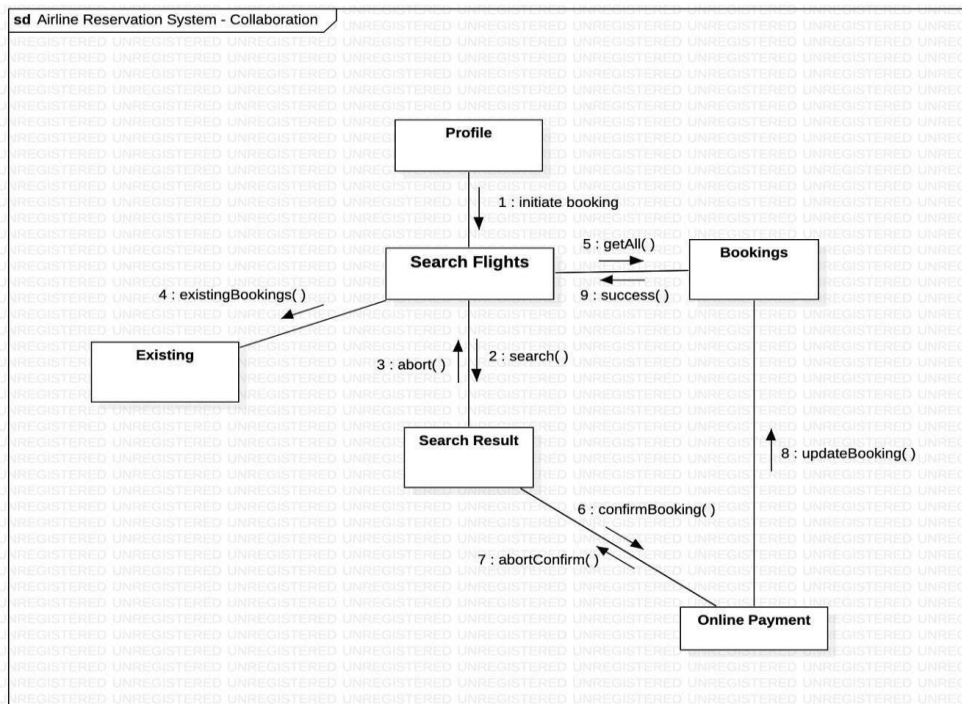 sd Airline Reservation System - Collaboration
Profile
1 : initiate booking
Search Flights
5 : getAll( )
Bookings
9 : success( )
4 : existingBookings( )
Existing
3 : abort( )
2 : search( )
Search Result
6 : confirmBooking( )
7 : abortConfirm( )
8 : updateBooking( )
Online Payment
UNREGISTERED